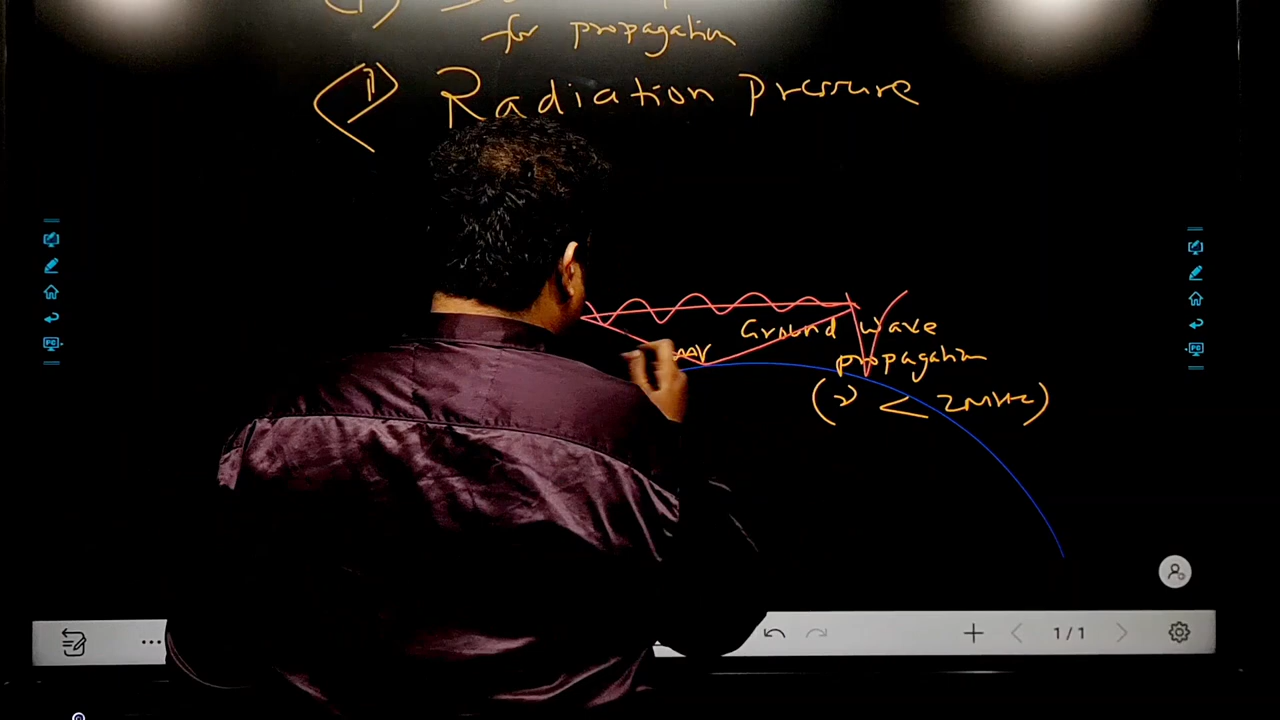 for propagation
Radiation pressure
Ground wave
propagation
(ν < 2MHz)
1/1